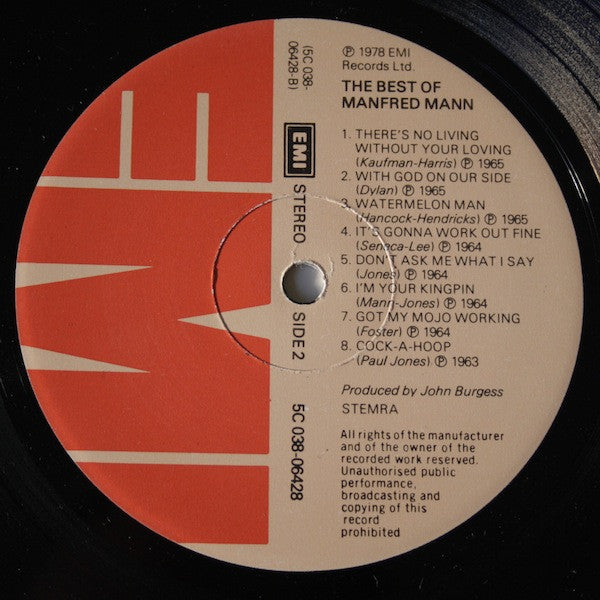 ℗ 1978 EMI
Records Ltd.
THE BEST OF
MANFRED MANN
1. THERE'S NO LIVING
WITHOUT YOUR LOVING
(Kaufman-Harris) ℗ 1965
2. WITH GOD ON OUR SIDE
(Dylan) ℗ 1965
3. WATERMELON MAN
(Hancock-Hendricks) ℗ 1965
4. IT'S GONNA WORK OUT FINE
(Seneca-Lee) ℗ 1964
5. DON'T ASK ME WHAT I SAY
(Jones) ℗ 1964
6. I'M YOUR KINGPIN
(Mann-Jones) ℗ 1964
7. GOT MY MOJO WORKING
(Foster) ℗ 1964
8. COCK-A-HOOP
(Paul Jones) ℗ 1963
Produced by John Burgess
STEMRA
All rights of the manufacturer
and of the owner of the
recorded work reserved.
Unauthorised public
performance,
broadcasting and
copying of this
record
prohibited
(5C 038-
06428-B)
EMI
STEREO
SIDE 2
5C 038-06428
EMI